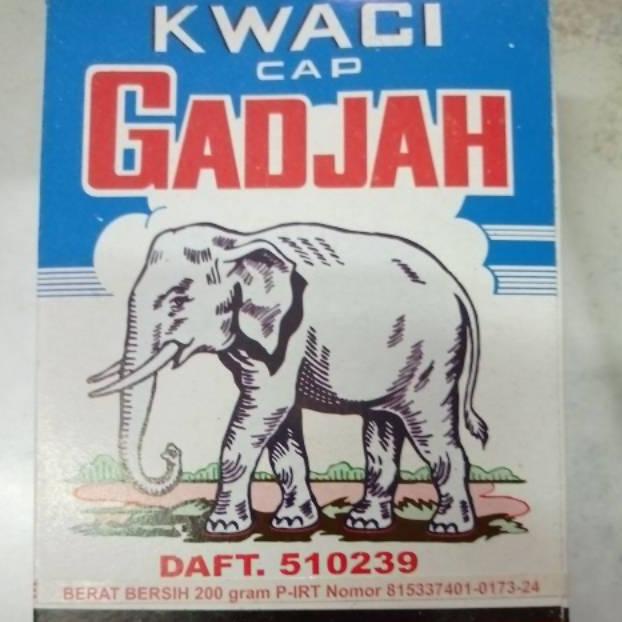 KWACI
CAP
GADJAH
DAFT. 510239
BERAT BERSIH 200 gram P-IRT Nomor 815337401-0173-24